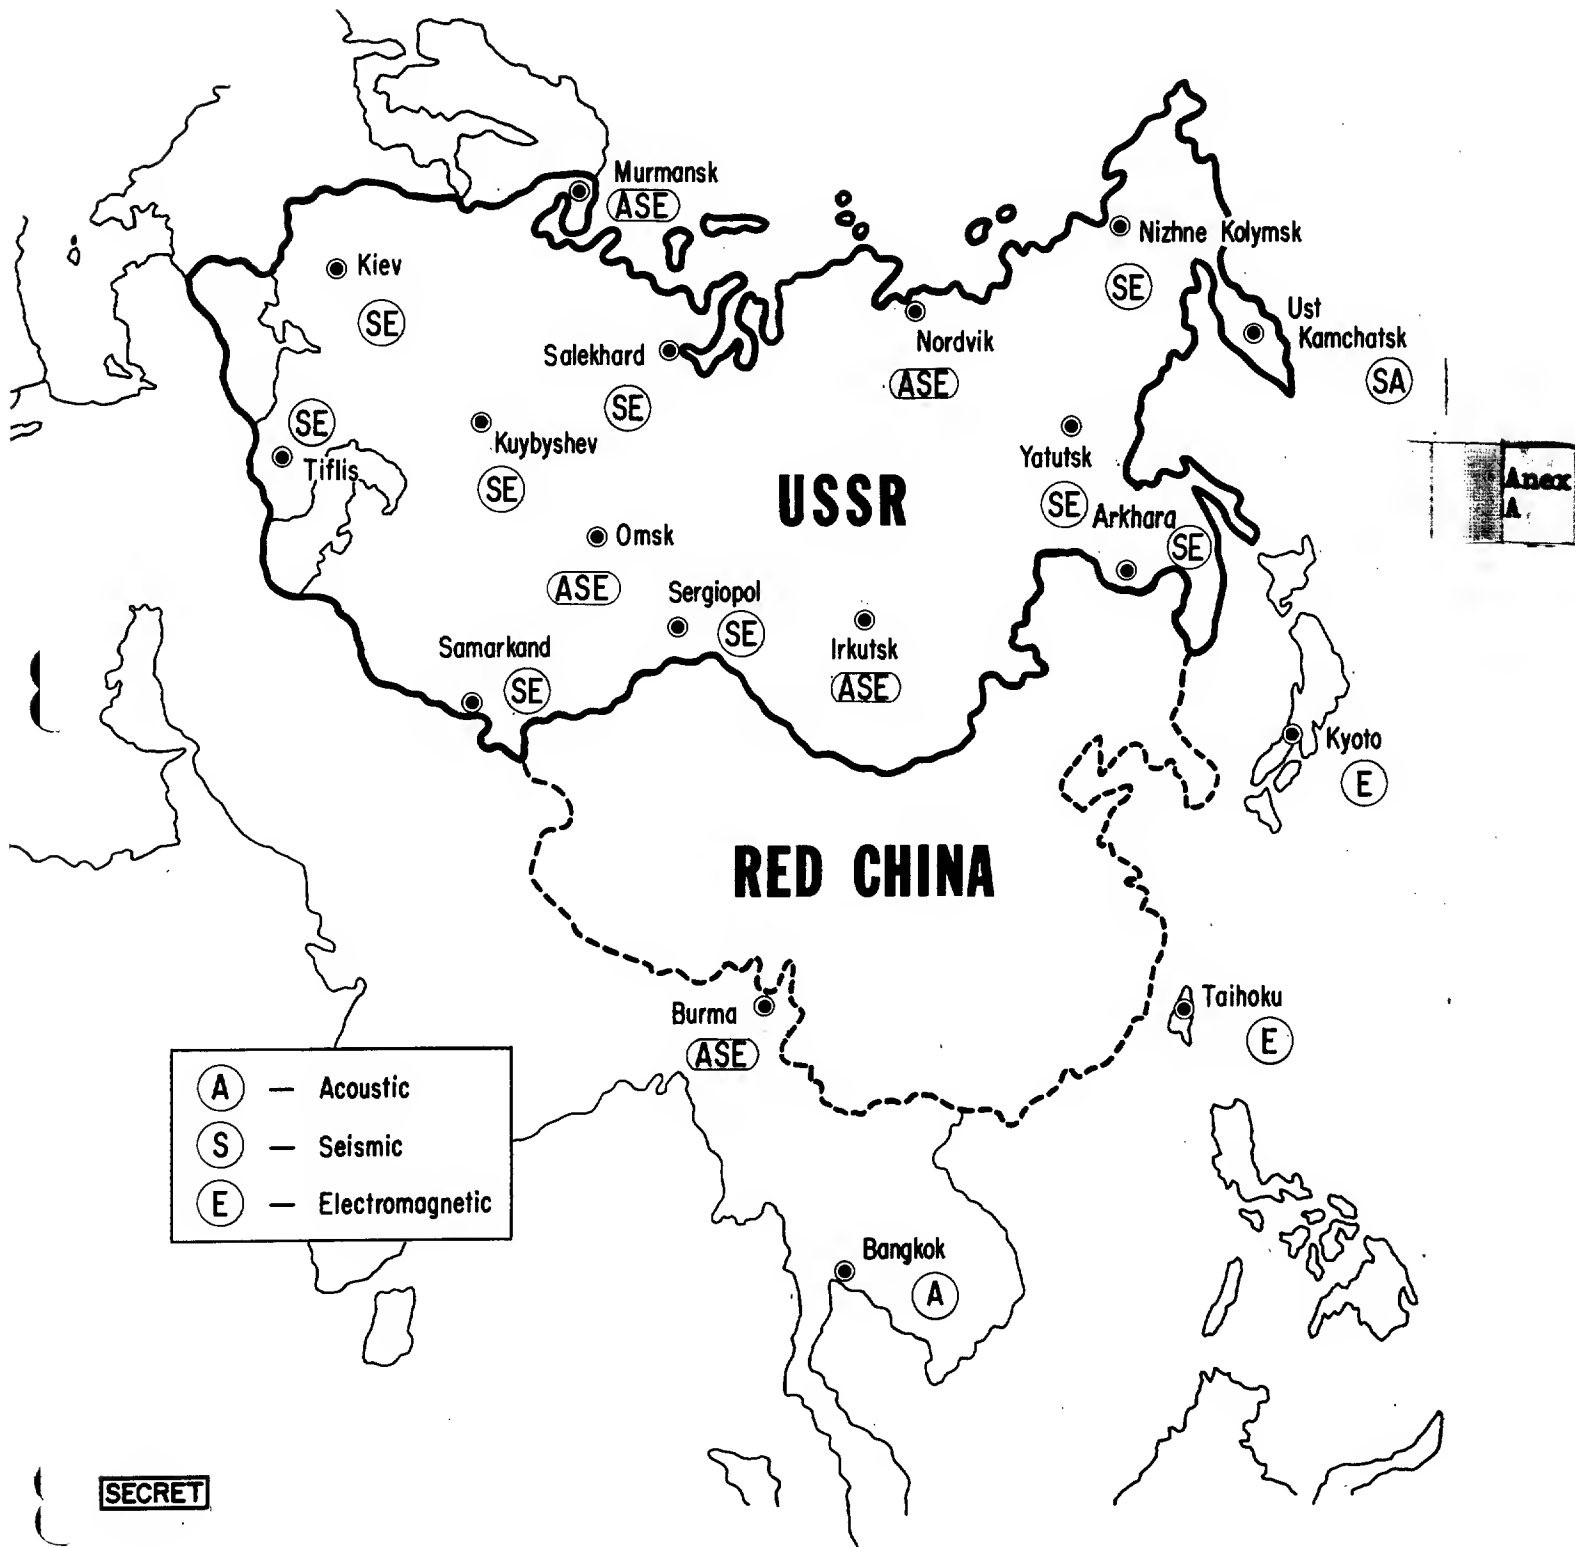 Murmansk
ASE
Nizhne Kolymsk
SE
Kiev
SE
Ust
Kamchatsk
SA
Salekhard
SE
Nordvik
ASE
SE
Tiflis
Kuybyshev
SE
USSR
Yatutsk
SE
Arkhara
SE
Anex
A
Omsk
ASE
Sergiopol
SE
Irkutsk
ASE
Samarkand
SE
Kyoto
E
RED CHINA
Burma
ASE
Taihoku
E
A — Acoustic
S — Seismic
E — Electromagnetic
Bangkok
A
SECRET